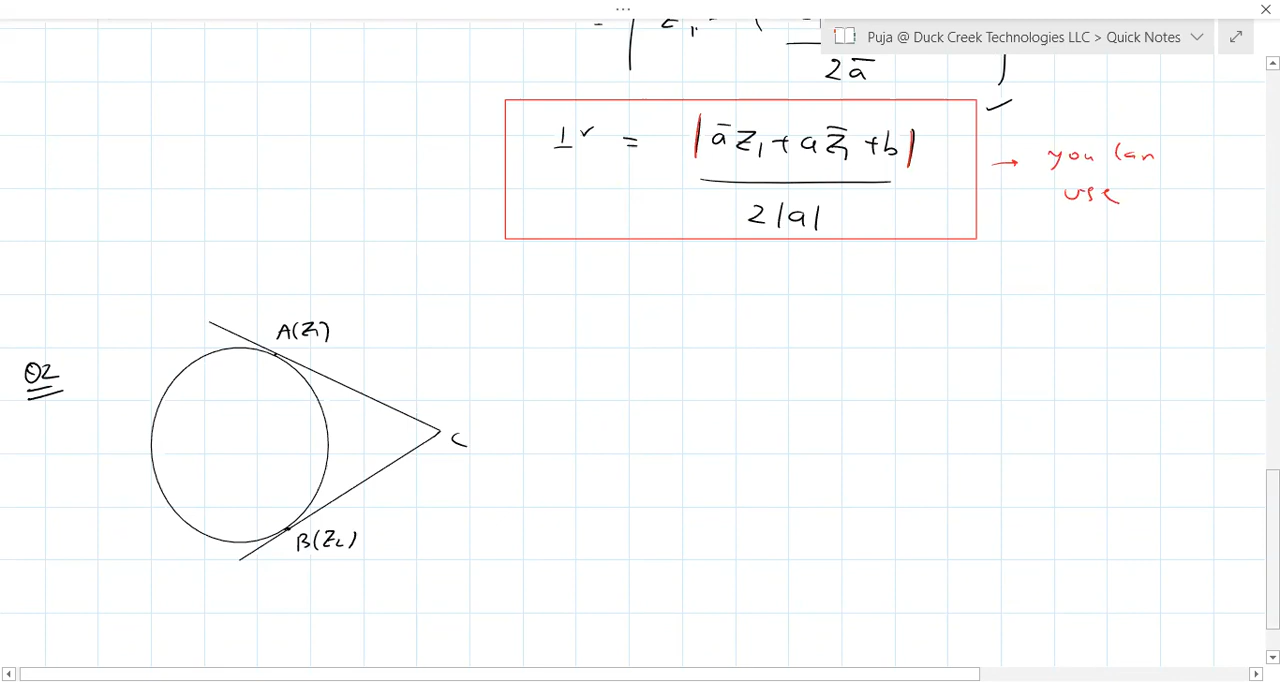 Puja @ Duck Creek Technologies LLC > Quick Notes
2ā
⊥r = |āz₁ + az̄₁ + b| / 2|a|
→ you can
use
Q2
A(z₁)
C
B(z₂)